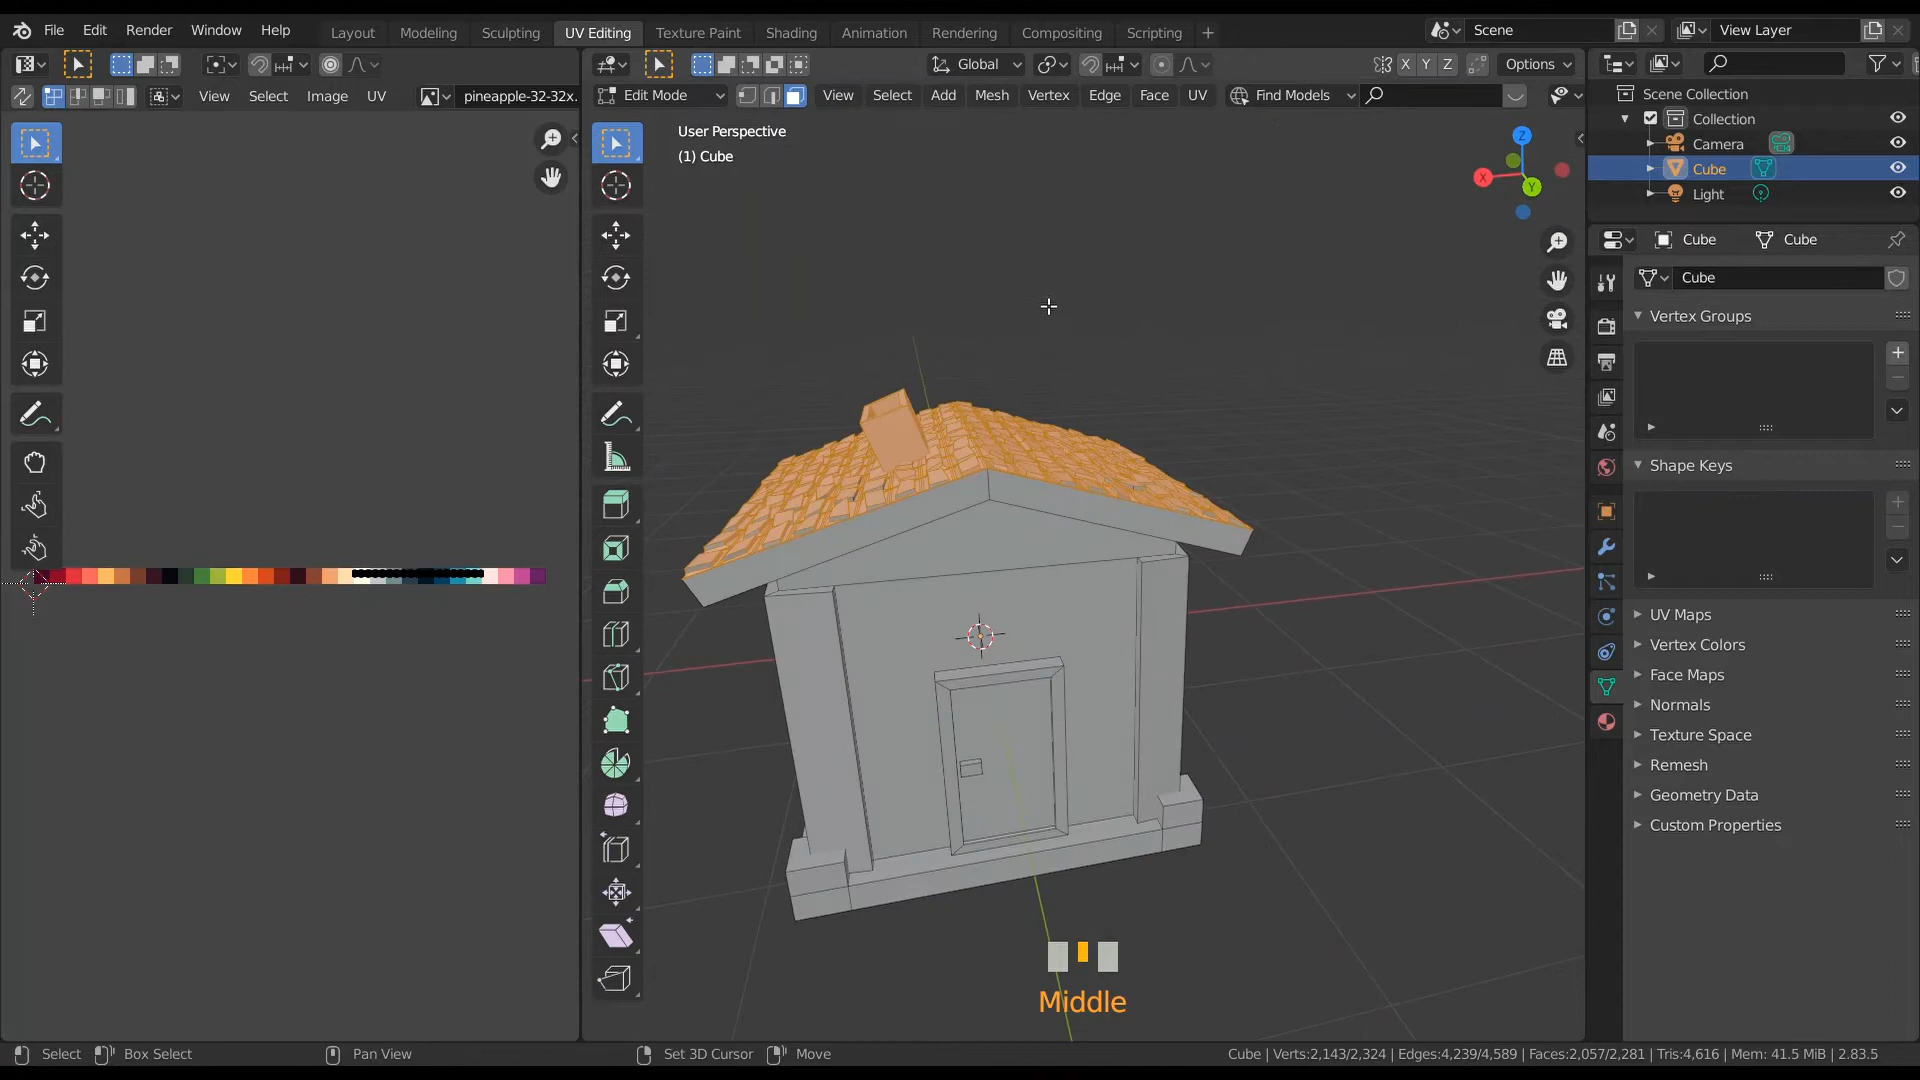 File Edit Render Window Help Layout Modeling Sculpting UV Editing Texture Paint Shading Animation Rendering Compositing Scripting + Scene View Layer
Global X Y Z Options
View Select Image UV pineapple-32-32x. Edit Mode View Select Add Mesh Vertex Edge Face UV Find Models
Scene Collection
Collection
Camera
Cube
Light
User Perspective
(1) Cube
Z
X
Y
Cube Cube
Cube
Vertex Groups
Shape Keys
UV Maps
Vertex Colors
Face Maps
Normals
Texture Space
Remesh
Geometry Data
Custom Properties
Middle
Select Box Select Pan View Set 3D Cursor Move Cube | Verts:2,143/2,324 | Edges:4,239/4,589 | Faces:2,057/2,281 | Tris:4,616 | Mem: 41.5 MiB | 2.83.5